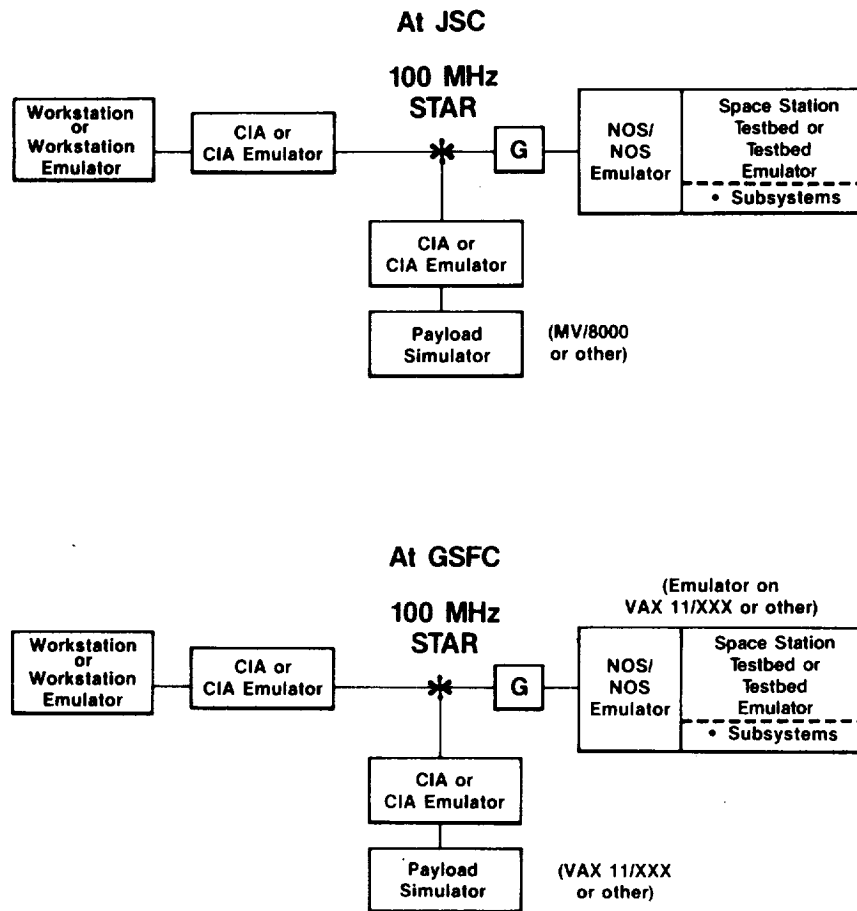 At JSC
100 MHz
STAR
Workstation
or
Workstation
Emulator
CIA or
CIA Emulator
G
NOS/
NOS
Emulator
Space Station
Testbed or
Testbed
Emulator
• Subsystems
CIA or
CIA Emulator
Payload
Simulator
(MV/8000
or other)
At GSFC
100 MHz
STAR
(Emulator on
VAX 11/XXX or other)
Workstation
or
Workstation
Emulator
CIA or
CIA Emulator
G
NOS/
NOS
Emulator
Space Station
Testbed or
Testbed
Emulator
• Subsystems
CIA or
CIA Emulator
Payload
Simulator
(VAX 11/XXX
or other)